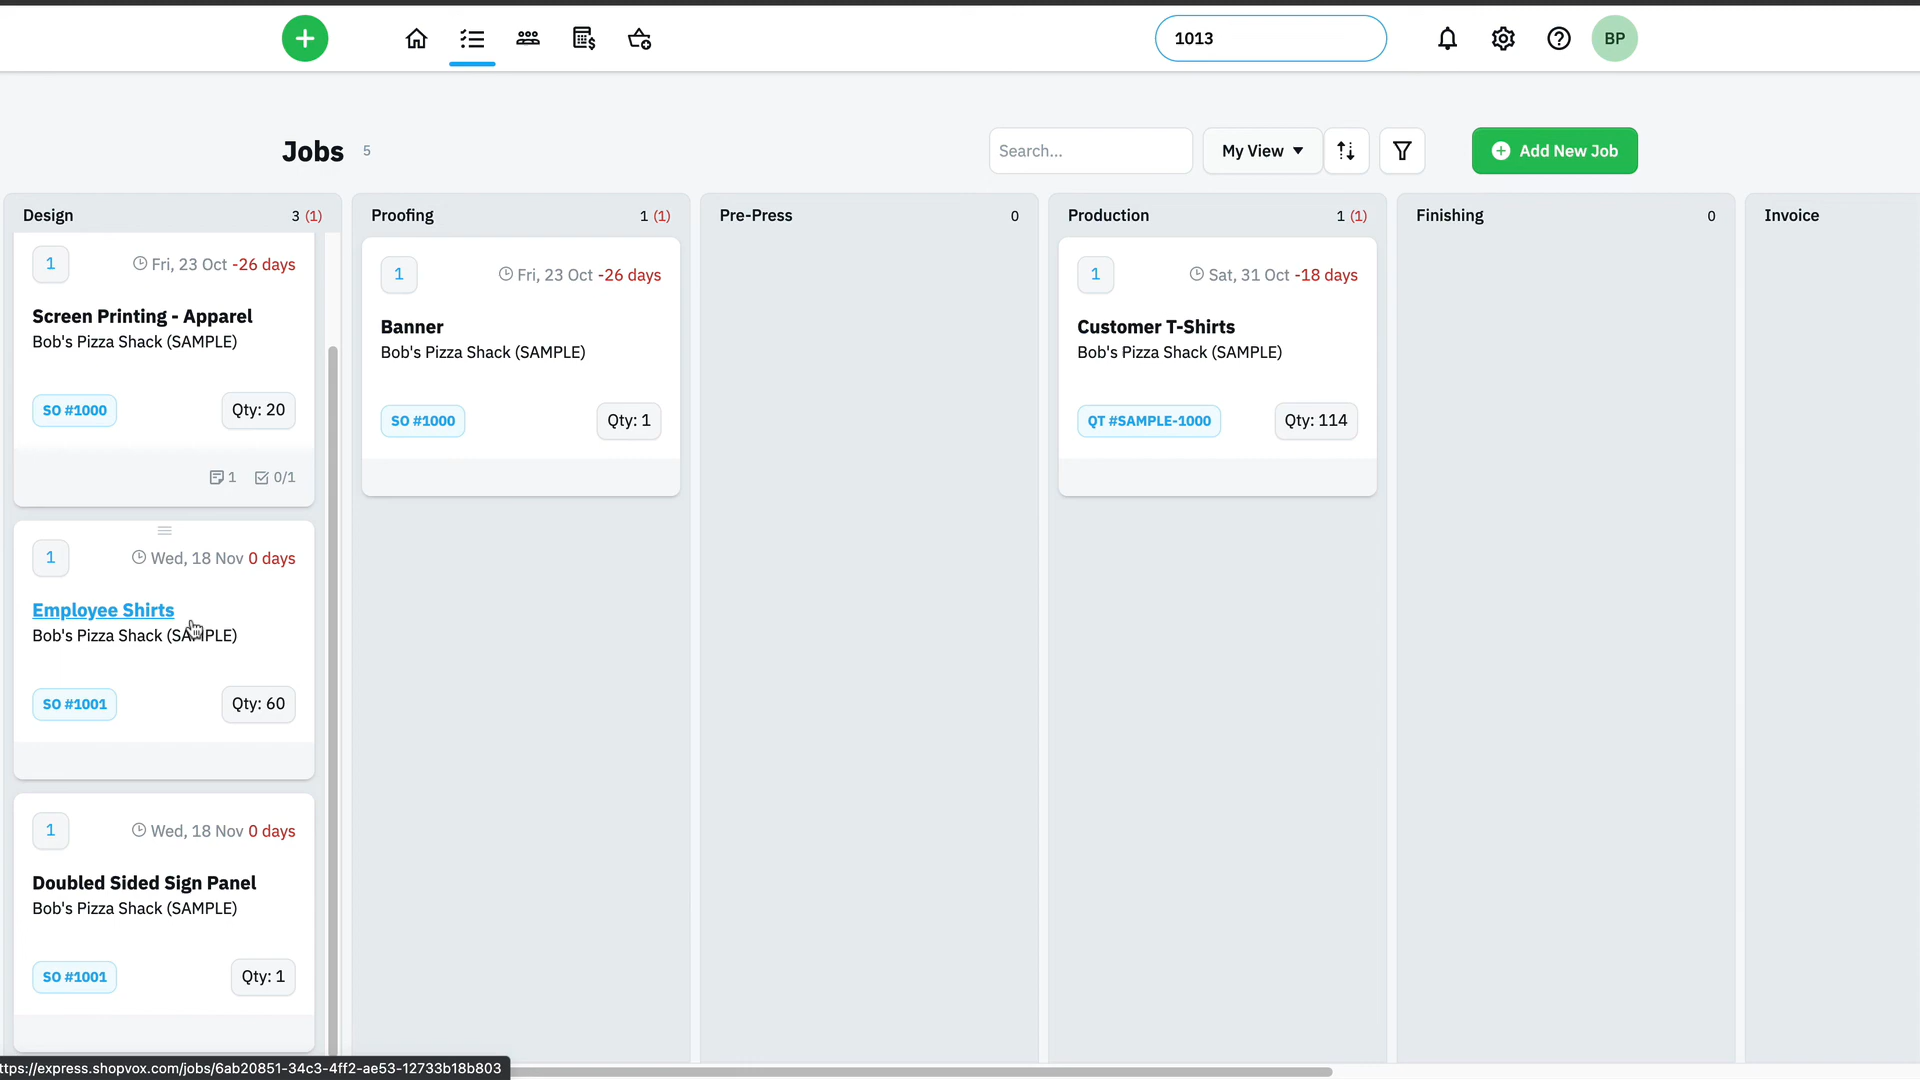 1013
BP
Jobs 5
Search...
My View
Add New Job
Design 3 (1)
1
Fri, 23 Oct -26 days
Screen Printing - Apparel
Bob's Pizza Shack (SAMPLE)
SO #1000
Qty: 20
1 0/1
1
Wed, 18 Nov 0 days
Employee Shirts
Bob's Pizza Shack (SAMPLE)
SO #1001
Qty: 60
1
Wed, 18 Nov 0 days
Doubled Sided Sign Panel
Bob's Pizza Shack (SAMPLE)
SO #1001
Qty: 1
Proofing 1 (1)
1
Fri, 23 Oct -26 days
Banner
Bob's Pizza Shack (SAMPLE)
SO #1000
Qty: 1
Pre-Press 0
Production 1 (1)
1
Sat, 31 Oct -18 days
Customer T-Shirts
Bob's Pizza Shack (SAMPLE)
QT #SAMPLE-1000
Qty: 114
Finishing 0
Invoice
ttps://express.shopvox.com/jobs/6ab20851-34c3-4ff2-ae53-12733b18b803